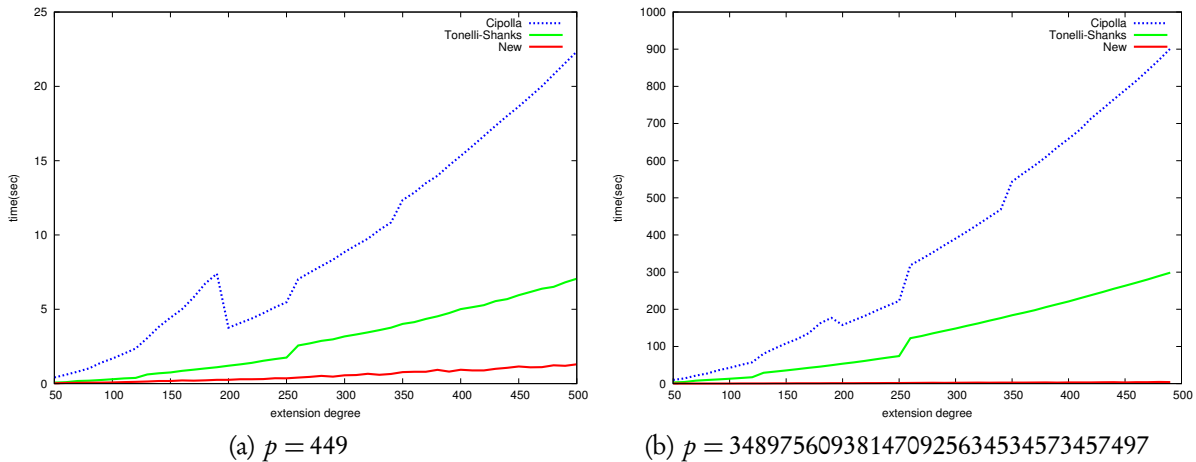 25
20
15
10
5
0
50 100 150 200 250 300 350 400 450 500
time(sec)
extension degree
Cipolla
Tonelli-Shanks
New
(a) p = 449
1000
900
800
700
600
500
400
300
200
100
0
50 100 150 200 250 300 350 400 450 500
time(sec)
extension degree
Cipolla
Tonelli-Shanks
New
(b) p = 348975609381470925634534573457497